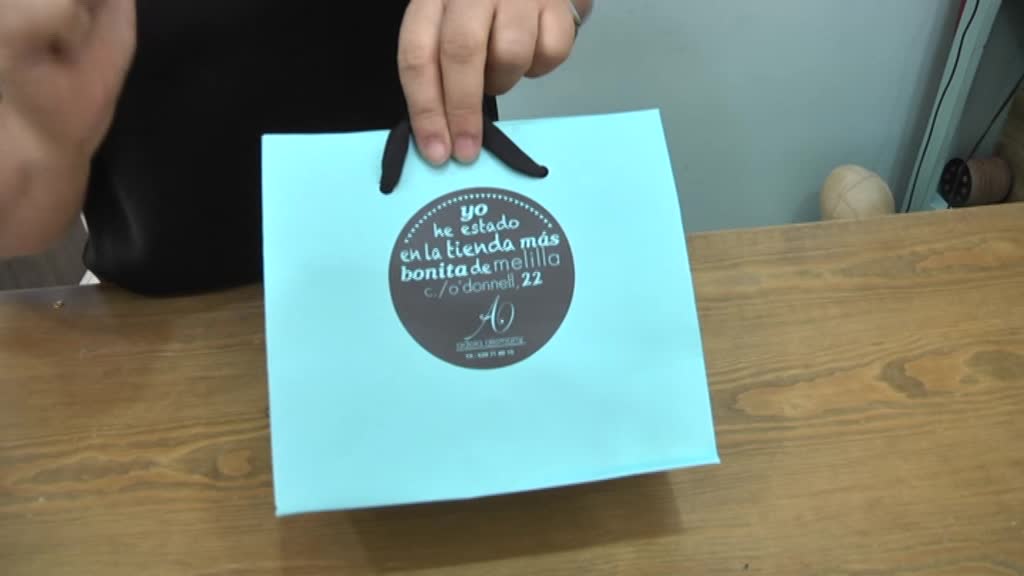 yo
he estado
en la tienda más
bonita de melilla
c./o'donnell, 22